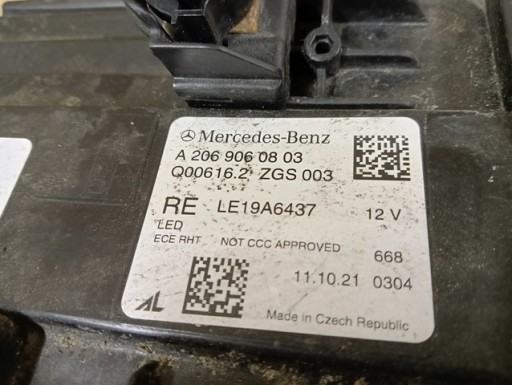 Mercedes-Benz
A 206 906 08 03
Q00616.2 ZGS 003
RE LE19A6437 12 V
LED
ECE RHT NOT CCC APPROVED 668
11.10.21 0304
AL
Made in Czech Republic